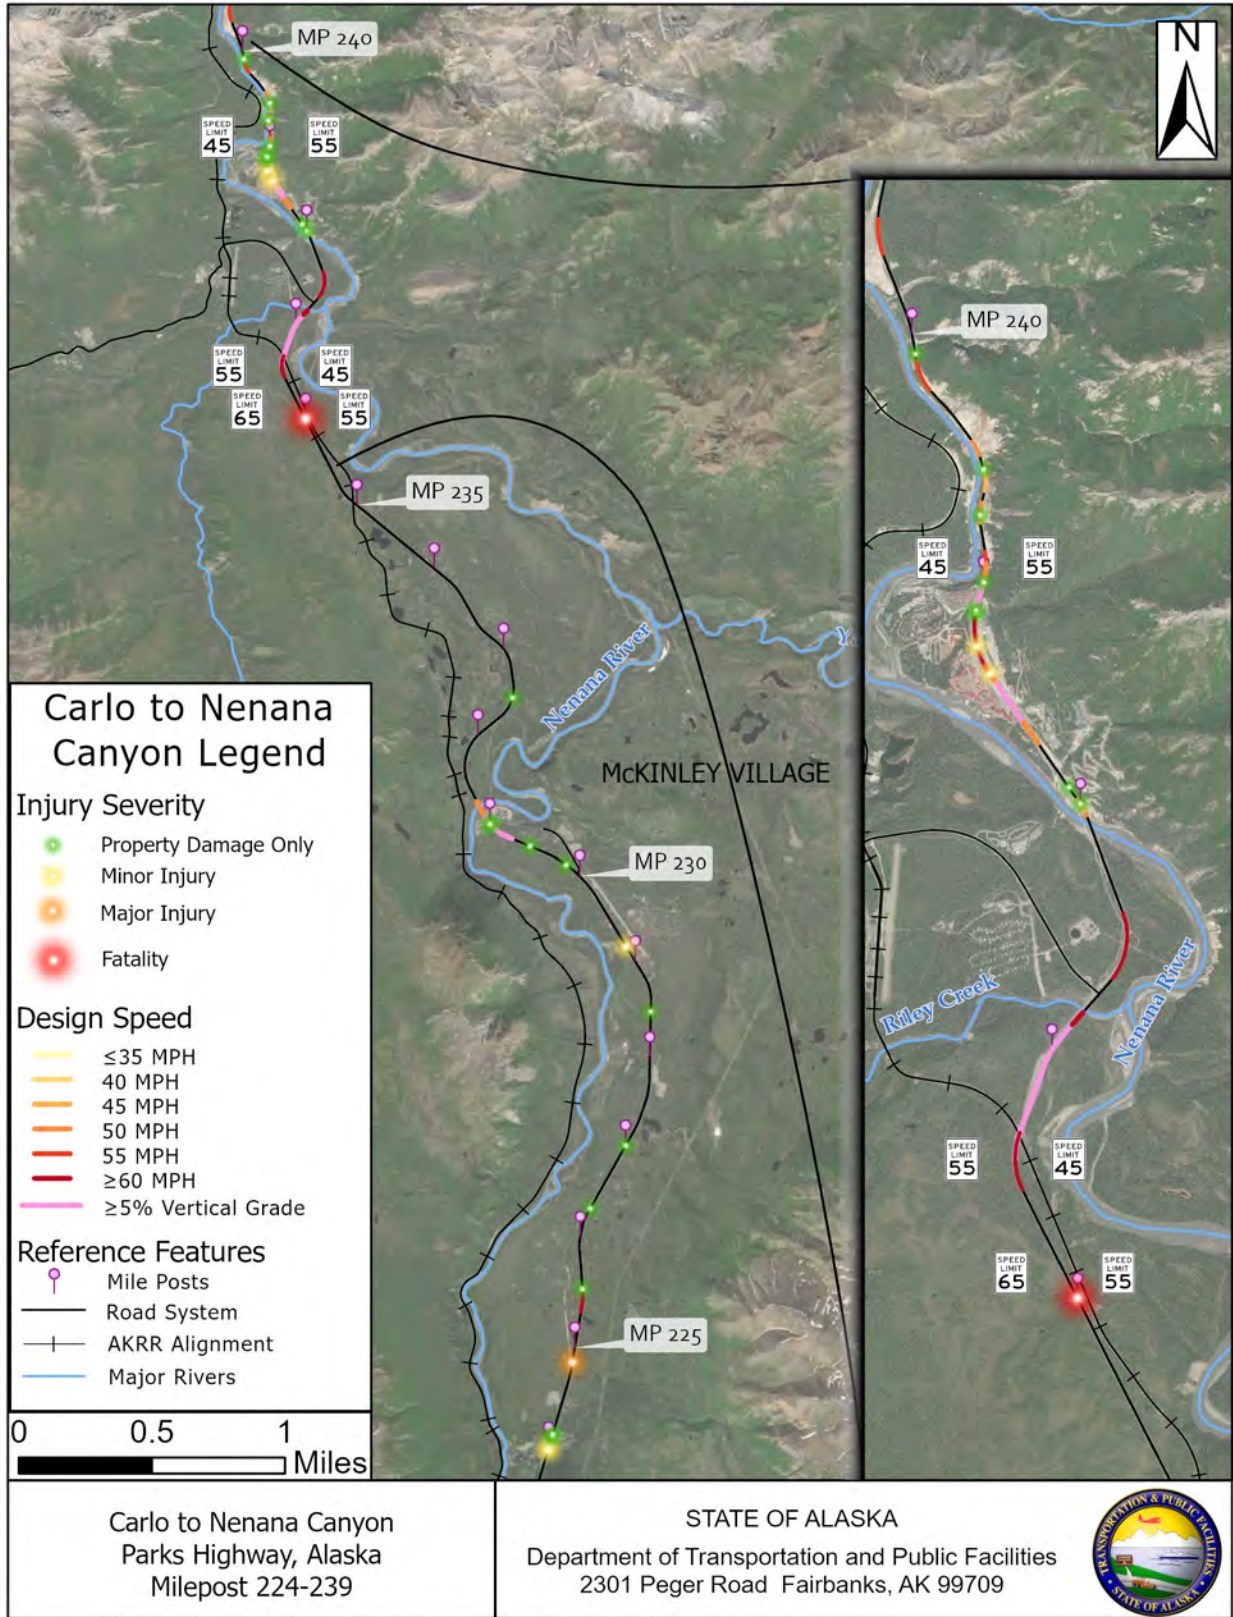 MP 240
N
SPEED
LIMIT
45
SPEED
LIMIT
55
SPEED
LIMIT
55
SPEED
LIMIT
45
SPEED
LIMIT
65
SPEED
LIMIT
55
MP 235
Nenana River
McKINLEY VILLAGE
MP 230
MP 225
MP 240
SPEED
LIMIT
45
SPEED
LIMIT
55
Riley Creek
Nenana River
SPEED
LIMIT
55
SPEED
LIMIT
45
SPEED
LIMIT
65
SPEED
LIMIT
55
Carlo to Nenana
Canyon Legend
Injury Severity
Property Damage Only
Minor Injury
Major Injury
Fatality
Design Speed
≤35 MPH
40 MPH
45 MPH
50 MPH
55 MPH
≥60 MPH
≥5% Vertical Grade
Reference Features
Mile Posts
Road System
AKRR Alignment
Major Rivers
0 0.5 1
Miles
Carlo to Nenana Canyon
Parks Highway, Alaska
Milepost 224-239
STATE OF ALASKA
Department of Transportation and Public Facilities
2301 Peger Road Fairbanks, AK 99709
TRANSPORTATION & PUBLIC FACILITIES
STATE OF ALASKA